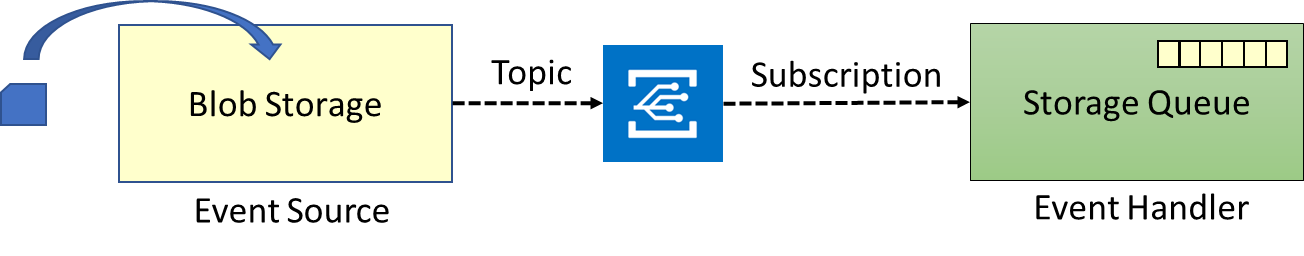 Blob Storage
Event Source
Topic
Subscription
Storage Queue
Event Handler